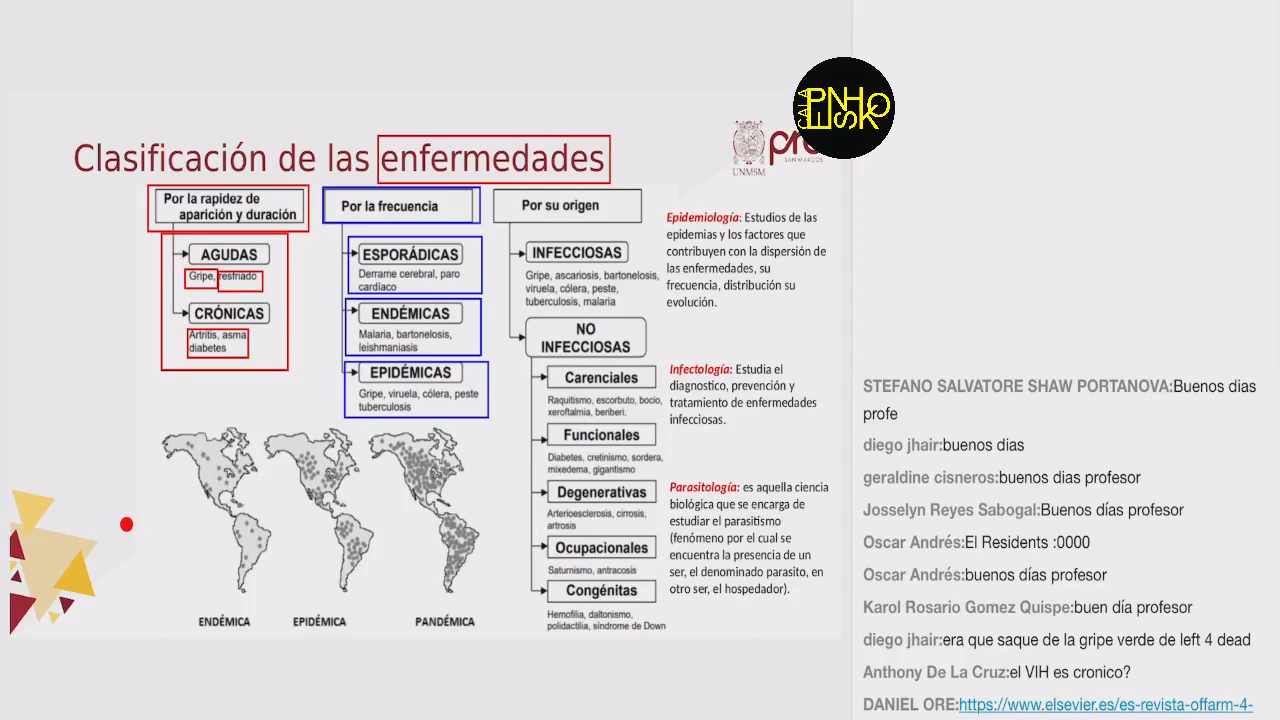 Clasificación de las enfermedades
UNMSM
SAN MARCOS
CALA
PEN
SHOK
Por la rapidez de
aparición y duración
AGUDAS
Gripe, resfriado
CRÓNICAS
Artritis, asma
diabetes
Por la frecuencia
ESPORÁDICAS
Derrame cerebral, paro
cardíaco
ENDÉMICAS
Malaria, bartonelosis,
leishmaniasis
EPIDÉMICAS
Gripe, viruela, cólera, peste
tuberculosis
Por su origen
INFECCIOSAS
Gripe, ascariosis, bartonelosis,
viruela, cólera, peste,
tuberculosis, malaria
NO
INFECCIOSAS
Carenciales
Raquitismo, escorbuto, bocio,
xeroftalmia, beriberi.
Funcionales
Diabetes, cretinismo, sordera,
mixedema, gigantismo
Degenerativas
Arterioesclerosis, cirrosis,
artrosis
Ocupacionales
Saturnismo, antracosis
Congénitas
Hemofilia, daltonismo,
polidactilia, síndrome de Down
ENDÉMICA
EPIDÉMICA
PANDÉMICA
Epidemiología: Estudios de las
epidemias y los factores que
contribuyen con la dispersión de
las enfermedades, su
frecuencia, distribución su
evolución.
Infectología: Estudia el
diagnostico, prevención y
tratamiento de enfermedades
infecciosas.
Parasitología: es aquella ciencia
biológica que se encarga de
estudiar el parasitismo
(fenómeno por el cual se
encuentra la presencia de un
ser, el denominado parasito, en
otro ser, el hospedador).
STEFANO SALVATORE SHAW PORTANOVA:Buenos dias
profe
diego jhair:buenos dias
geraldine cisneros:buenos dias profesor
Josselyn Reyes Sabogal:Buenos días profesor
Oscar Andrés:El Residents :0000
Oscar Andrés:buenos días profesor
Karol Rosario Gomez Quispe:buen día profesor
diego jhair:era que saque de la gripe verde de left 4 dead
Anthony De La Cruz:el VIH es cronico?
DANIEL ORE:https://www.elsevier.es/es-revista-offarm-4-